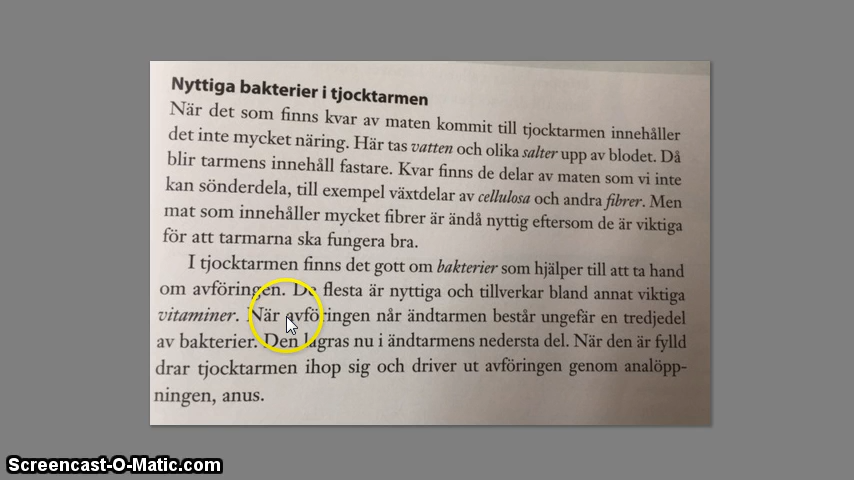 Nyttiga bakterier i tjocktarmen
När det som finns kvar av maten kommit till tjocktarmen innehåller
det inte mycket näring. Här tas vatten och olika salter upp av blodet. Då
blir tarmens innehåll fastare. Kvar finns de delar av maten som vi inte
kan sönderdela, till exempel växtdelar av cellulosa och andra fibrer. Men
mat som innehåller mycket fibrer är ändå nyttig eftersom de är viktiga
för att tarmarna ska fungera bra.
I tjocktarmen finns det gott om bakterier som hjälper till att ta hand
om avföringen. De flesta är nyttiga och tillverkar bland annat viktiga
vitaminer. När avföringen når ändtarmen består ungefär en tredjedel
av bakterier. Den lagras nu i ändtarmens nedersta del. När den är fylld
drar tjocktarmen ihop sig och driver ut avföringen genom analöpp-
ningen, anus.
Screencast-O-Matic.com